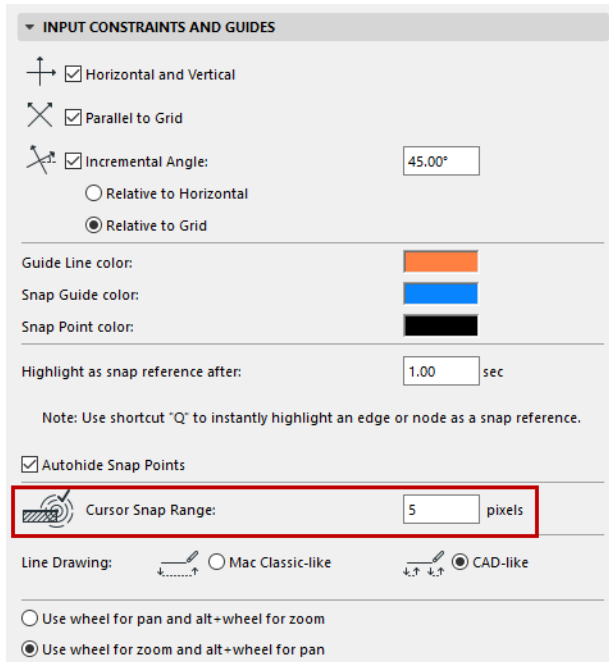 INPUT CONSTRAINTS AND GUIDES
Horizontal and Vertical
Parallel to Grid
Incremental Angle: 45.00°
Relative to Horizontal
Relative to Grid
Guide Line color:
Snap Guide color:
Snap Point color:
Highlight as snap reference after: 1.00 sec
Note: Use shortcut "Q" to instantly highlight an edge or node as a snap reference.
Autohide Snap Points
Cursor Snap Range: 5 pixels
Line Drawing: Mac Classic-like CAD-like
Use wheel for pan and alt+wheel for zoom
Use wheel for zoom and alt+wheel for pan